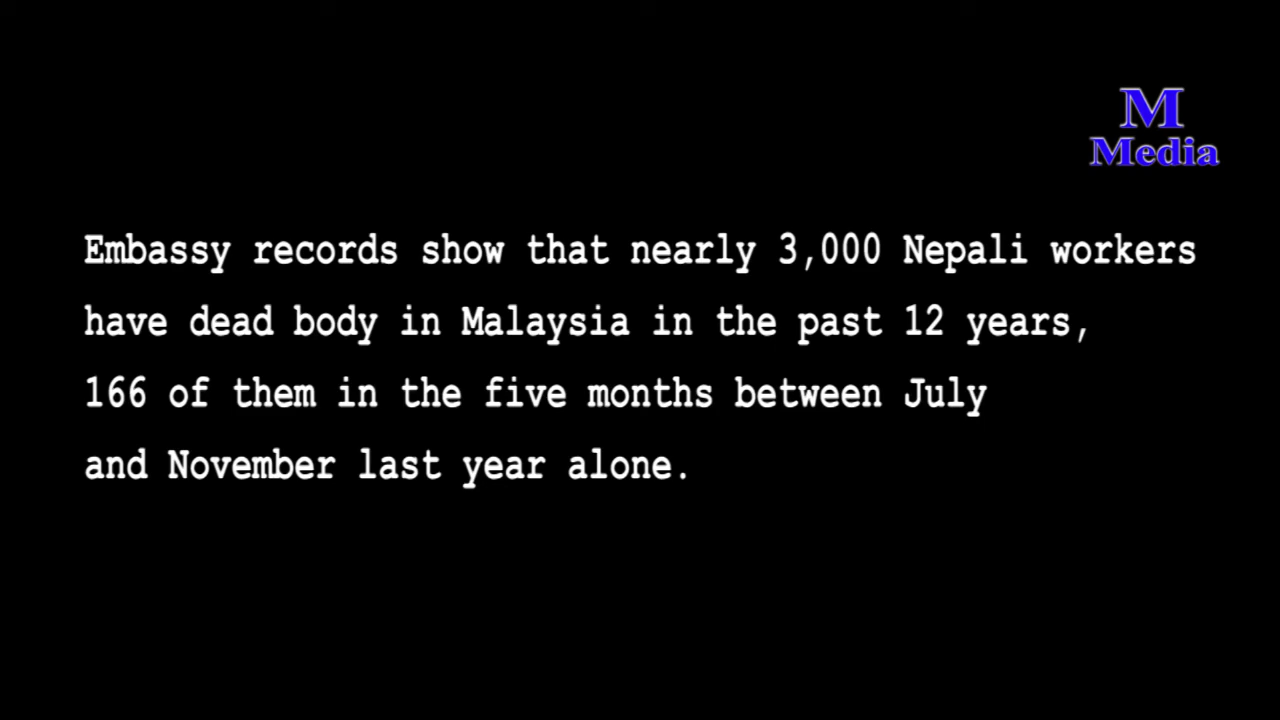 M
Media
Embassy records show that nearly 3,000 Nepali workers
have dead body in Malaysia in the past 12 years,
166 of them in the five months between July
and November last year alone.